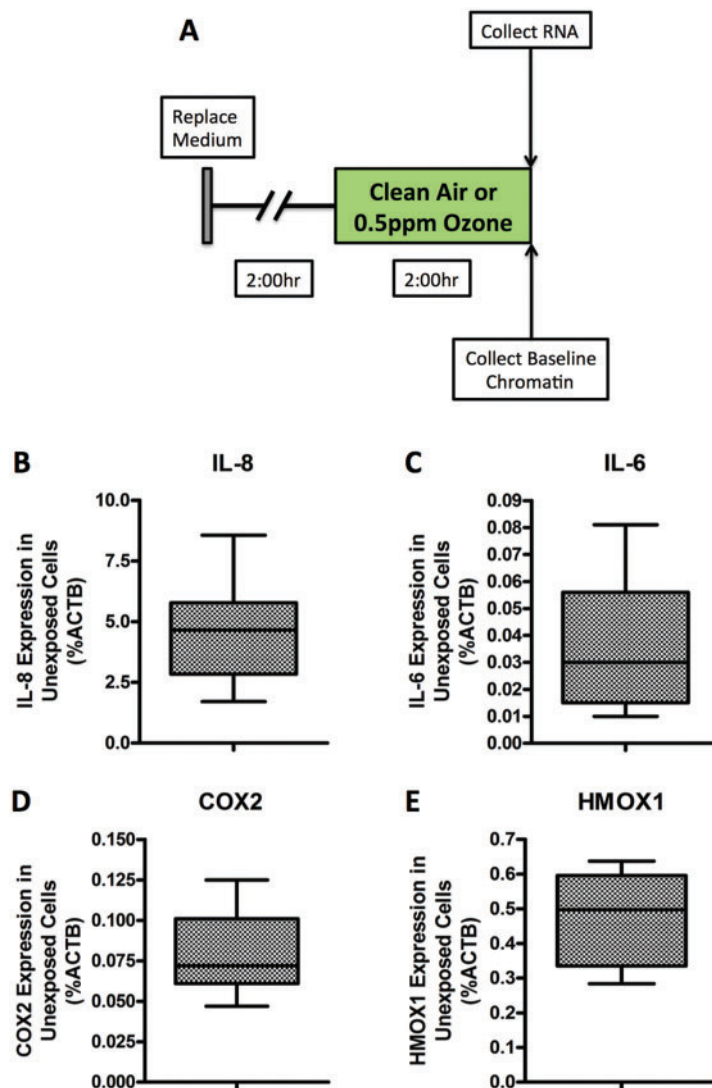 A
Collect RNA
Replace
Medium
Clean Air or
0.5ppm Ozone
2:00hr
2:00hr
Collect Baseline
Chromatin
B
IL-8
IL-8 Expression in
Unexposed Cells
(%ACTB)
10.0
7.5
5.0
2.5
0.0
C
IL-6
IL-6 Expression in
Unexposed Cells
(%ACTB)
0.09
0.08
0.07
0.06
0.05
0.04
0.03
0.02
0.01
0.00
D
COX2
COX2 Expression in
Unexposed Cells
(%ACTB)
0.150
0.125
0.100
0.075
0.050
0.025
0.000
E
HMOX1
HMOX1 Expression in
Unexposed Cells
(%ACTB)
0.7
0.6
0.5
0.4
0.3
0.2
0.1
0.0